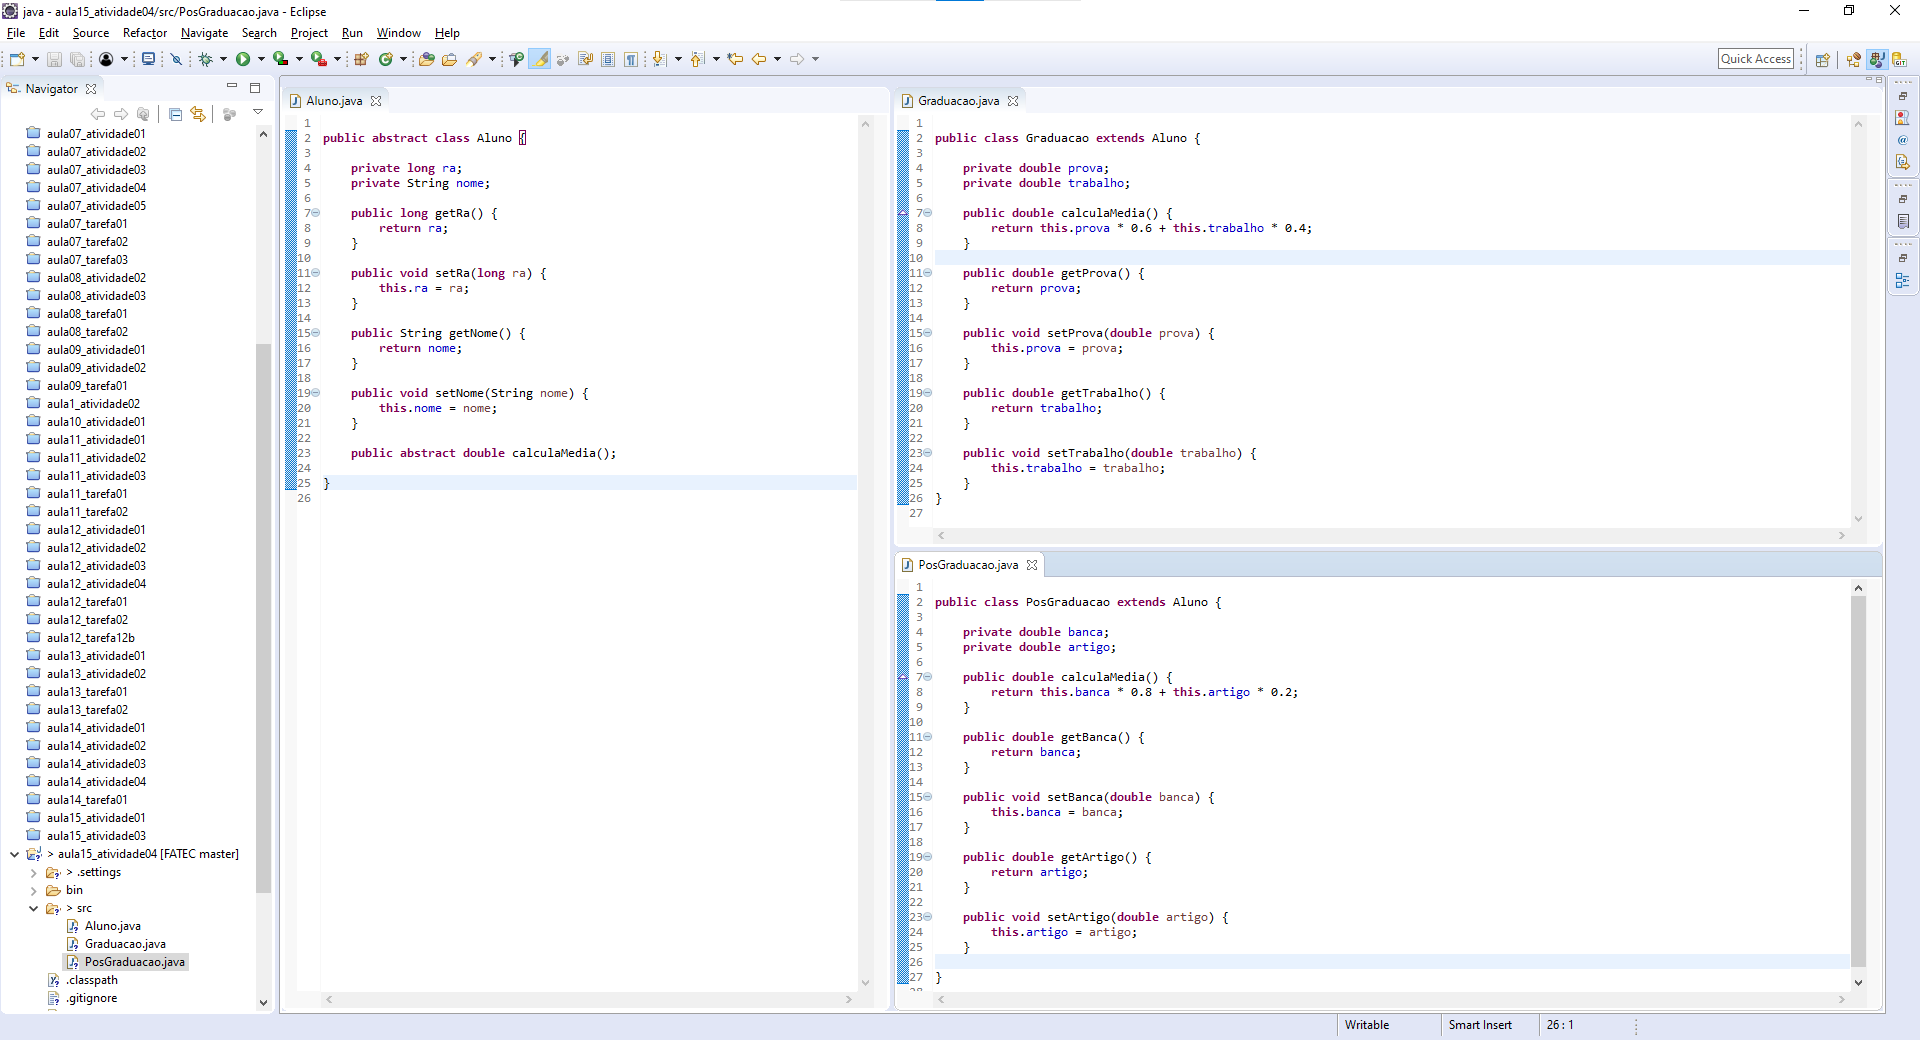 java - aula15_atividade04/src/PosGraduacao.java - Eclipse
File Edit Source Refactor Navigate Search Project Run Window Help
Quick Access
Navigator
aula07_atividade01
aula07_atividade02
aula07_atividade03
aula07_atividade04
aula07_atividade05
aula07_tarefa01
aula07_tarefa02
aula07_tarefa03
aula08_atividade02
aula08_atividade03
aula08_tarefa01
aula08_tarefa02
aula09_atividade01
aula09_atividade02
aula09_tarefa01
aula1_atividade02
aula10_atividade01
aula11_atividade01
aula11_atividade02
aula11_atividade03
aula11_tarefa01
aula11_tarefa02
aula12_atividade01
aula12_atividade02
aula12_atividade03
aula12_atividade04
aula12_tarefa01
aula12_tarefa02
aula12_tarefa12b
aula13_atividade01
aula13_atividade02
aula13_tarefa01
aula13_tarefa02
aula14_atividade01
aula14_atividade02
aula14_atividade03
aula14_atividade04
aula14_tarefa01
aula15_atividade01
aula15_atividade03
> aula15_atividade04 [FATEC master]
> .settings
bin
> src
Aluno.java
Graduacao.java
PosGraduacao.java
.classpath
.gitignore
Aluno.java
1
2 public abstract class Aluno {
3
4 private long ra;
5 private String nome;
6
7 public long getRa() {
8 return ra;
9 }
10
11 public void setRa(long ra) {
12 this.ra = ra;
13 }
14
15 public String getNome() {
16 return nome;
17 }
18
19 public void setNome(String nome) {
20 this.nome = nome;
21 }
22
23 public abstract double calculaMedia();
24
25 }
26
Graduacao.java
1
2 public class Graduacao extends Aluno {
3
4 private double prova;
5 private double trabalho;
6
7 public double calculaMedia() {
8 return this.prova * 0.6 + this.trabalho * 0.4;
9 }
10
11 public double getProva() {
12 return prova;
13 }
14
15 public void setProva(double prova) {
16 this.prova = prova;
17 }
18
19 public double getTrabalho() {
20 return trabalho;
21 }
22
23 public void setTrabalho(double trabalho) {
24 this.trabalho = trabalho;
25 }
26 }
27
PosGraduacao.java
1
2 public class PosGraduacao extends Aluno {
3
4 private double banca;
5 private double artigo;
6
7 public double calculaMedia() {
8 return this.banca * 0.8 + this.artigo * 0.2;
9 }
10
11 public double getBanca() {
12 return banca;
13 }
14
15 public void setBanca(double banca) {
16 this.banca = banca;
17 }
18
19 public double getArtigo() {
20 return artigo;
21 }
22
23 public void setArtigo(double artigo) {
24 this.artigo = artigo;
25 }
26
27 }
Writable Smart Insert 26 : 1